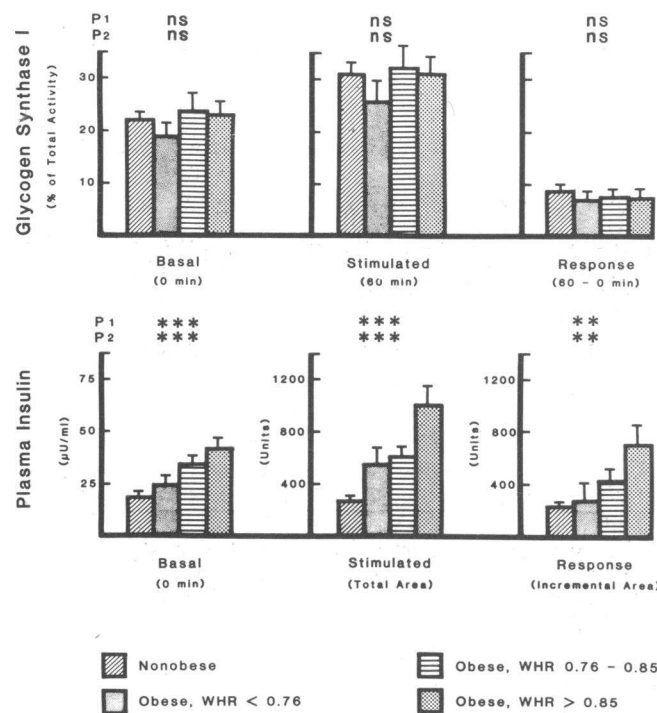 P1 ns ns ns
P2 ns ns ns
Glycogen Synthase I
(% of Total Activity)
30
20
10
Basal Stimulated Response
(0 min) (60 min) (60 - 0 min)
P1 *** *** **
P2 *** *** **
Plasma Insulin
(μU/ml)
75
50
25
(Units)
1200
800
400
(Units)
1200
800
400
Basal Stimulated Response
(0 min) (Total Area) (Incremental Area)
Nonobese Obese, WHR 0.76 - 0.85
Obese, WHR < 0.76 Obese, WHR > 0.85